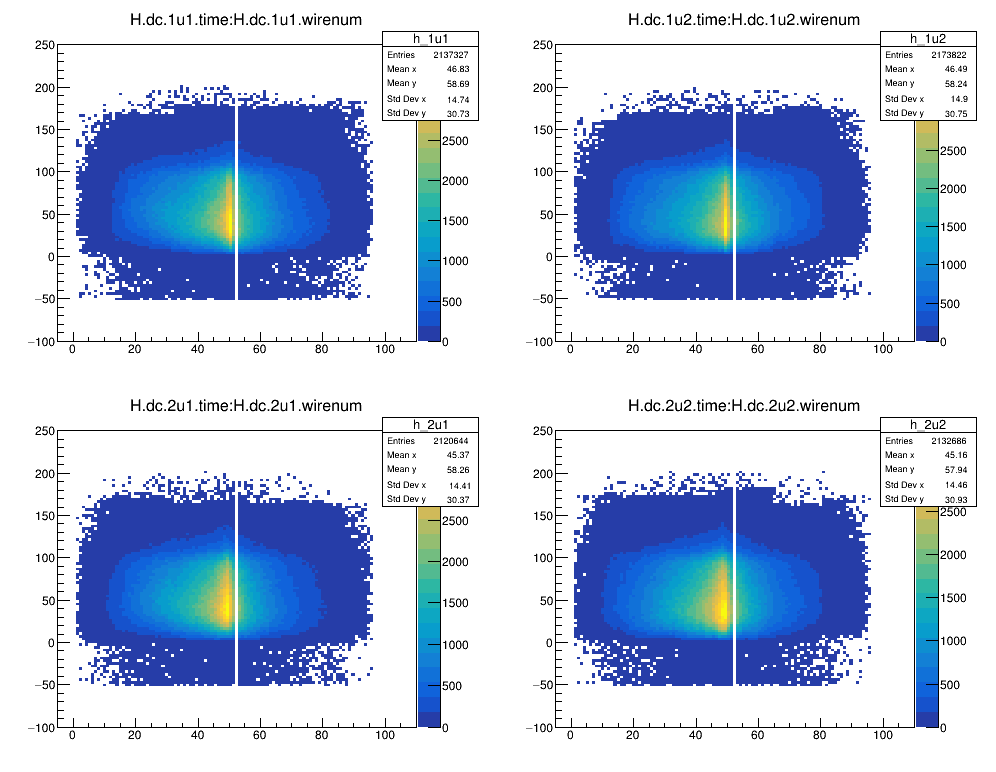 H.dc.1u1.time:H.dc.1u1.wirenum
h_1u1
Entries 2137327
Mean x 46.83
Mean y 58.69
Std Dev x 14.74
Std Dev y 30.73
250
200
150
100
50
0
−50
−100
0 20 40 60 80 100
2500
2000
1500
1000
500
0
H.dc.1u2.time:H.dc.1u2.wirenum
h_1u2
Entries 2173822
Mean x 46.49
Mean y 58.24
Std Dev x 14.9
Std Dev y 30.75
250
200
150
100
50
0
−50
−100
0 20 40 60 80 100
2500
2000
1500
1000
500
0
H.dc.2u1.time:H.dc.2u1.wirenum
h_2u1
Entries 2120644
Mean x 45.37
Mean y 58.26
Std Dev x 14.41
Std Dev y 30.37
250
200
150
100
50
0
−50
−100
0 20 40 60 80 100
2500
2000
1500
1000
500
0
H.dc.2u2.time:H.dc.2u2.wirenum
h_2u2
Entries 2132686
Mean x 45.16
Mean y 57.94
Std Dev x 14.46
Std Dev y 30.93
250
200
150
100
50
0
−50
−100
0 20 40 60 80 100
2500
2000
1500
1000
500
0